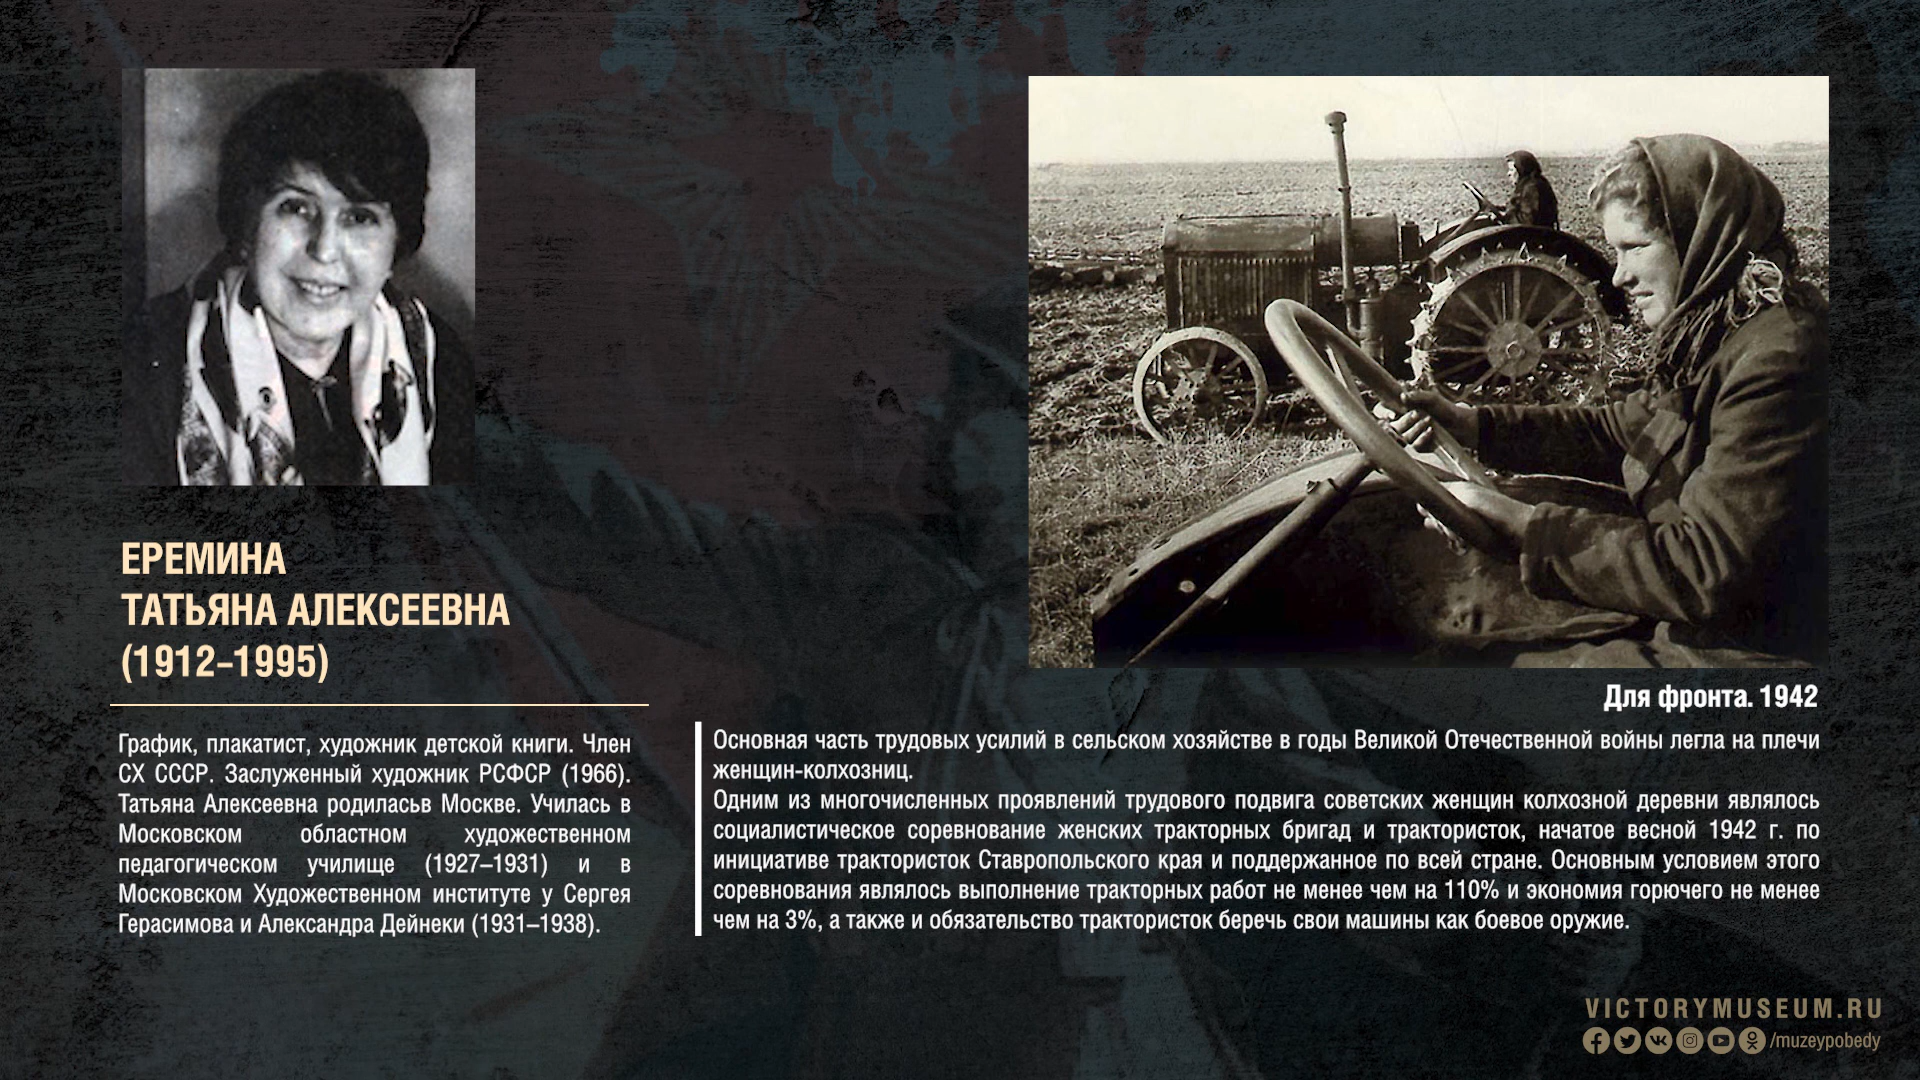 ЕРЕМИНА
ТАТЬЯНА АЛЕКСЕЕВНА
(1912-1995)
График, плакатист, художник детской книги. Член
СХ СССР. Заслуженный художник РСФСР (1966).
Татьяна Алексеевна родиласьв Москве. Училась в
Московском областном художественном
педагогическом училище (1927–1931) и в
Московском Художественном институте у Сергея
Герасимова и Александра Дейнеки (1931–1938).
Для фронта. 1942
Основная часть трудовых усилий в сельском хозяйстве в годы Великой Отечественной войны легла на плечи
женщин-колхозниц.
Одним из многочисленных проявлений трудового подвига советских женщин колхозной деревни являлось
социалистическое соревнование женских тракторных бригад и трактористок, начатое весной 1942 г. по
инициативе трактористок Ставропольского края и поддержанное по всей стране. Основным условием этого
соревнования являлось выполнение тракторных работ не менее чем на 110% и экономия горючего не менее
чем на 3%, а также и обязательство трактористок беречь свои машины как боевое оружие.
VICTORYMUSEUM.RU
/muzeypobedy